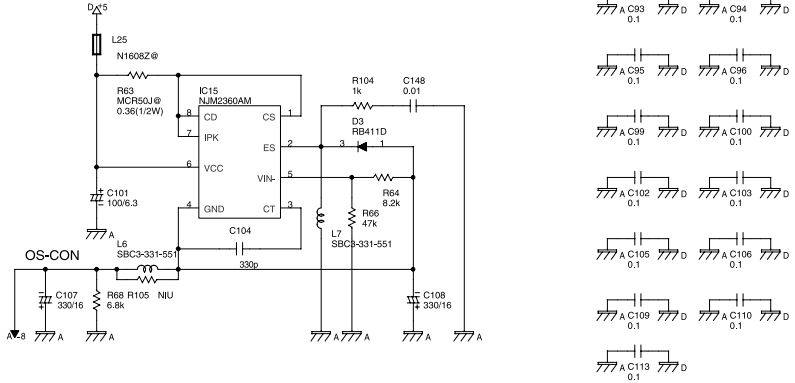 D +5
L25
N1608Z@
R63
MCR50J@
0.36(1/2W)
IC15
NJM2360AM
8 CD CS 1
7 IPK
ES 2
6 VCC
VIN- 5
4 GND CT 3
R104
1k
C148
0.01
D3
RB411D
3 1
R64
8.2k
R66
47k
L7
SBC3-331-551
C101
100/6.3
A
C104
330p
L6
SBC3-331-551
OS-CON
C107
330/16
R68
6.8k
R105 NIU
C108
330/16
A -8
A A A A A A
A C93 D
0.1
A C94 D
0.1
A C95 D
0.1
A C96 D
0.1
A C99 D
0.1
A C100 D
0.1
A C102 D
0.1
A C103 D
0.1
A C105 D
0.1
A C106 D
0.1
A C109 D
0.1
A C110 D
0.1
A C113 D
0.1